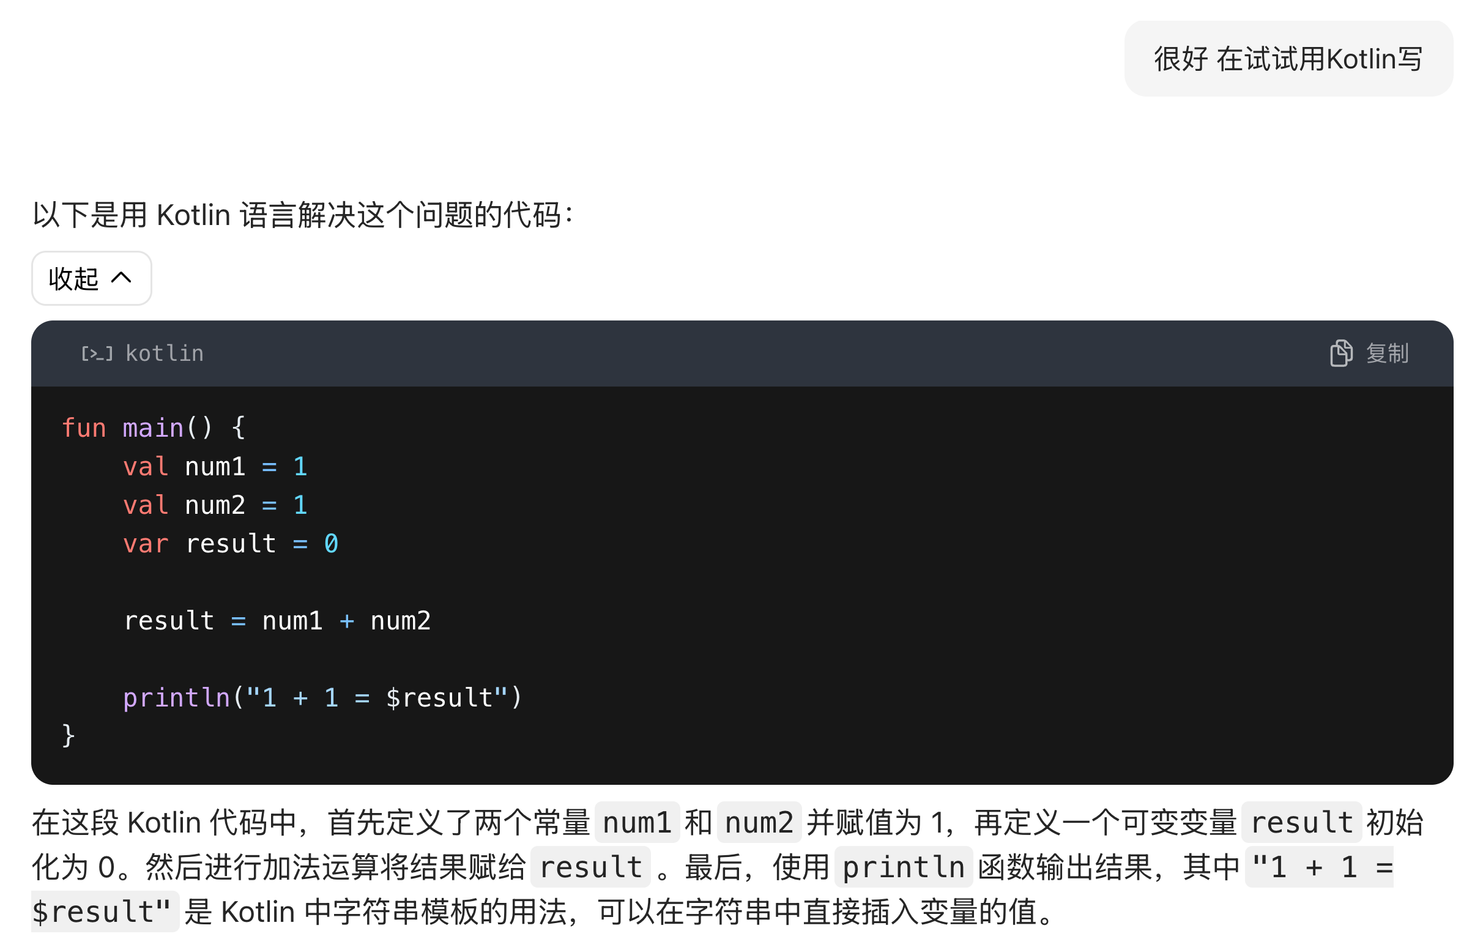 很好 在试试用Kotlin写
以下是用 Kotlin 语言解决这个问题的代码：
收起
kotlin
复制
fun main() {
    val num1 = 1
    val num2 = 1
    var result = 0
    result = num1 + num2
    println("1 + 1 = $result")
}
在这段 Kotlin 代码中，首先定义了两个常量 num1 和 num2 并赋值为 1，再定义一个可变变量 result 初始
化为 0。然后进行加法运算将结果赋给 result 。最后，使用 println 函数输出结果，其中 "1 + 1 =
$result" 是 Kotlin 中字符串模板的用法，可以在字符串中直接插入变量的值。